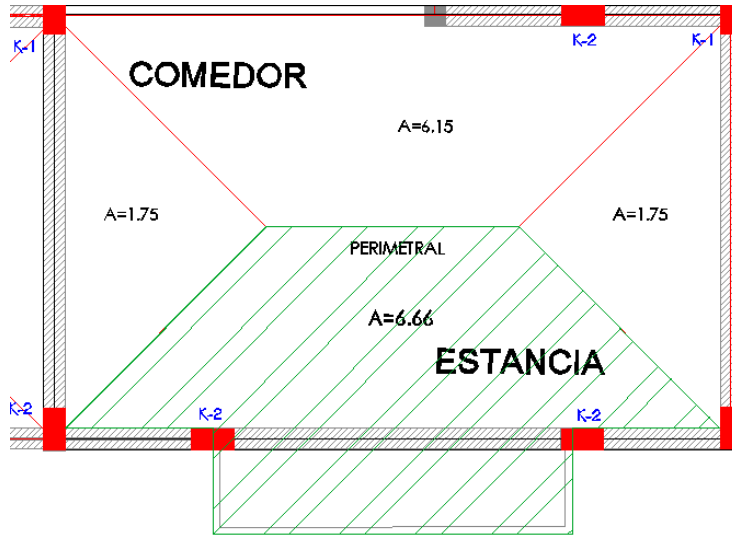 K-1
K-2
K-1
COMEDOR
A=6.15
A=1.75
A=1.75
PERIMETRAL
A=6.66
ESTANCIA
K-2
K-2
K-2